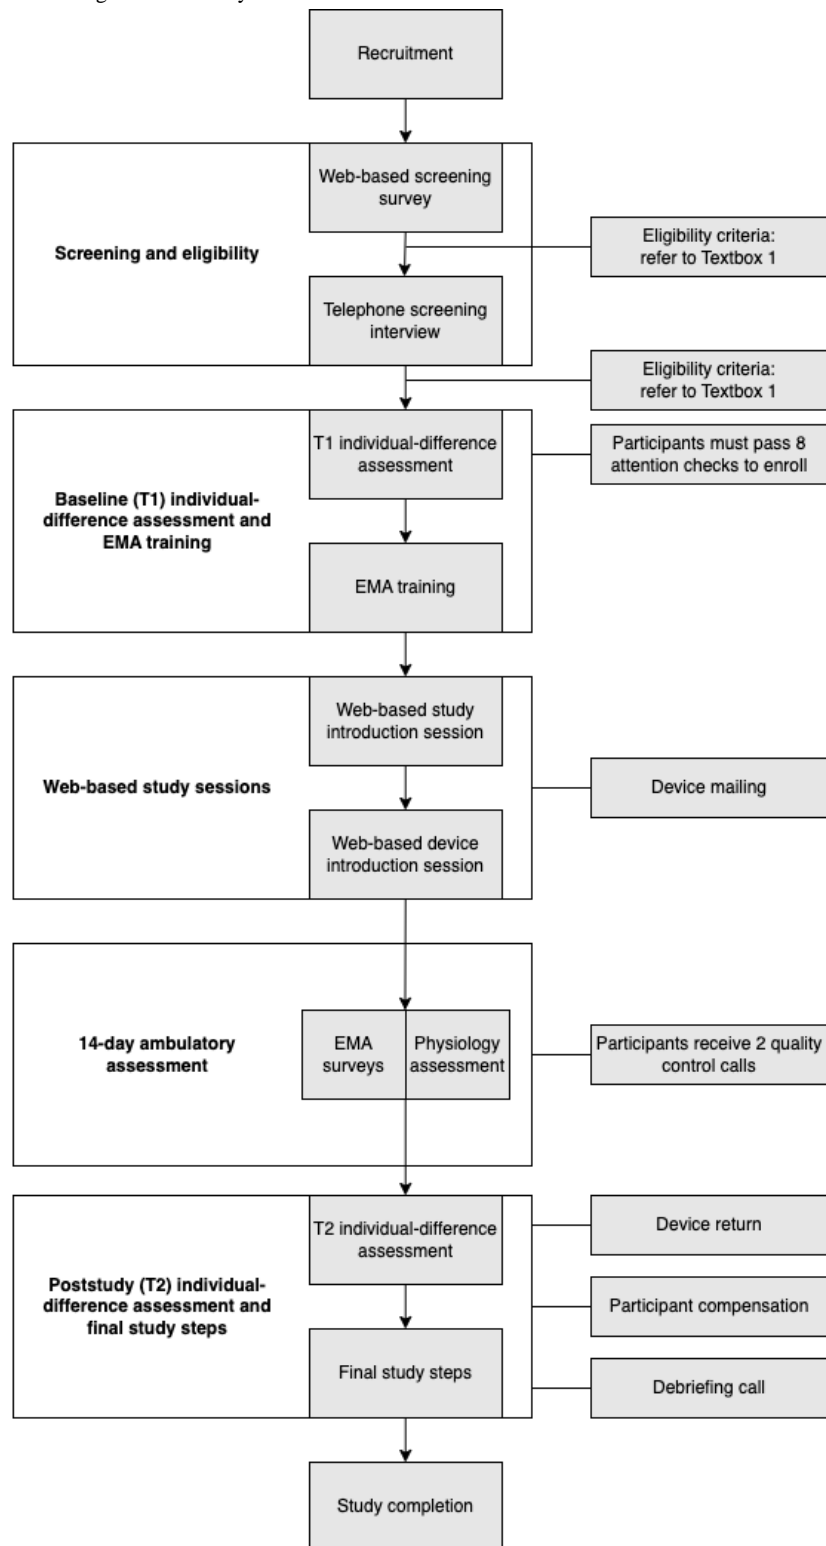 Recruitment
Web-based screening
survey
Screening and eligibility
Eligibility criteria:
refer to Textbox 1
Telephone screening
interview
Eligibility criteria:
refer to Textbox 1
T1 individual-difference
assessment
Participants must pass 8
attention checks to enroll
Baseline (T1) individual-
difference assessment and
EMA training
EMA training
Web-based study
introduction session
Web-based study sessions
Device mailing
Web-based device
introduction session
14-day ambulatory
assessment
EMA
surveys
Physiology
assessment
Participants receive 2 quality
control calls
T2 individual-difference
assessment
Device return
Poststudy (T2) individual-
difference assessment and
final study steps
Participant compensation
Final study steps
Debriefing call
Study completion